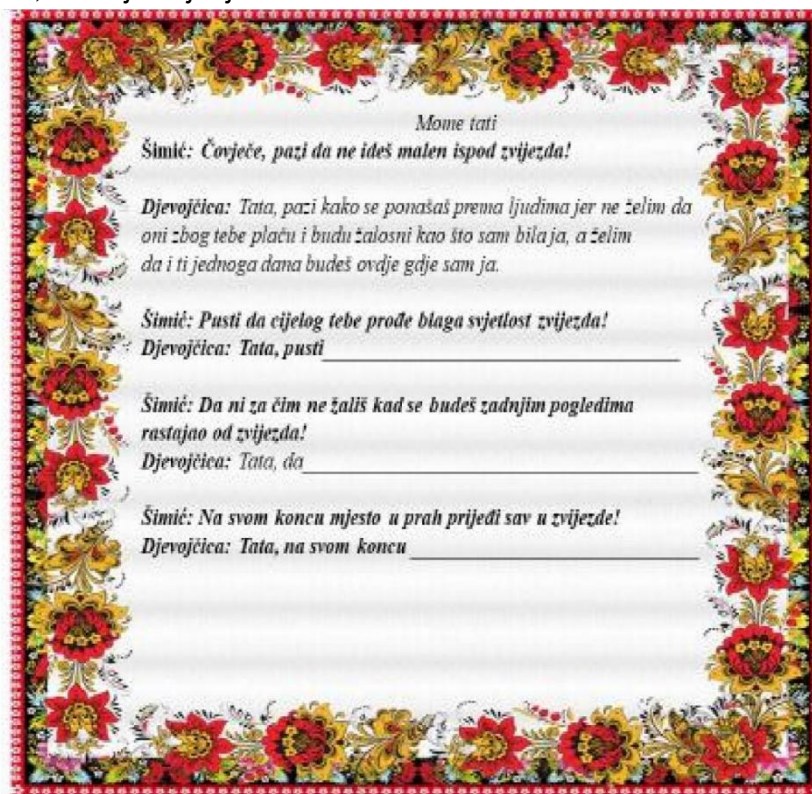 Mome tati
Šimić: Čovječe, pazi da ne ideš malen ispod zvijezda!
Djevojčica: Tata, pazi kako se ponašaš prema ljudima jer ne želim da
oni zbog tebe plaču i budu žalosni kao što sam bila ja, a želim
da i ti jednoga dana budeš ovdje gdje sam ja.
Šimić: Pusti da cijelog tebe prođe blaga svjetlost zvijezda!
Djevojčica: Tata, pusti
Šimić: Da ni za čim ne žališ kad se budeš zadnjim pogledima
rastajao od zvijezda!
Djevojčica: Tata, da
Šimić: Na svom koncu mjesto u prah prijeđi sav u zvijezde!
Djevojčica: Tata, na svom koncu